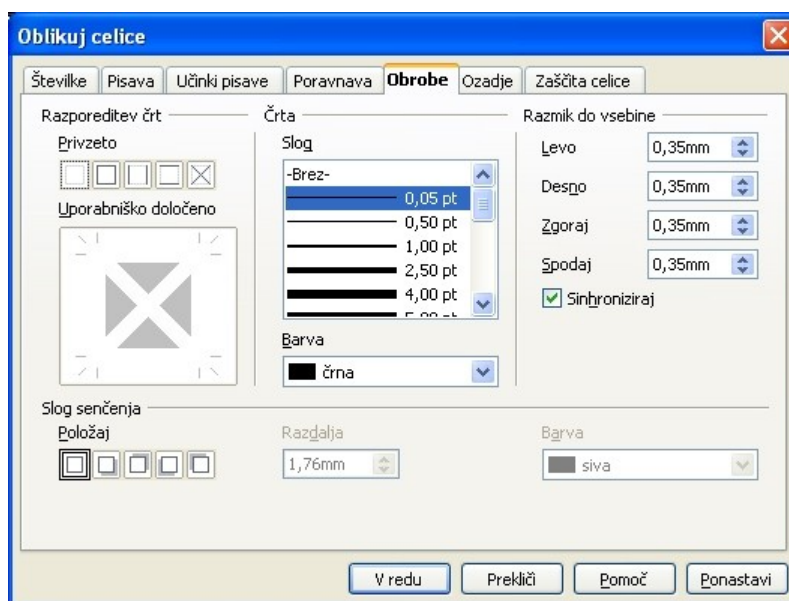 Oblikuj celice
Številke Pisava Učinki pisave Poravnava Obrobe Ozadje Zaščita celice
Razporeditev črt
Privzeto
Uporabniško določeno
Črta
Slog
-Brez-
0,05 pt
0,50 pt
1,00 pt
2,50 pt
4,00 pt
Barva
črna
Razmik do vsebine
Levo 0,35mm
Desno 0,35mm
Zgoraj 0,35mm
Spodaj 0,35mm
Sinhroniziraj
Slog senčenja
Položaj
Razdalja
1,76mm
Barva
siva
V redu Prekliči Pomoč Ponastavi